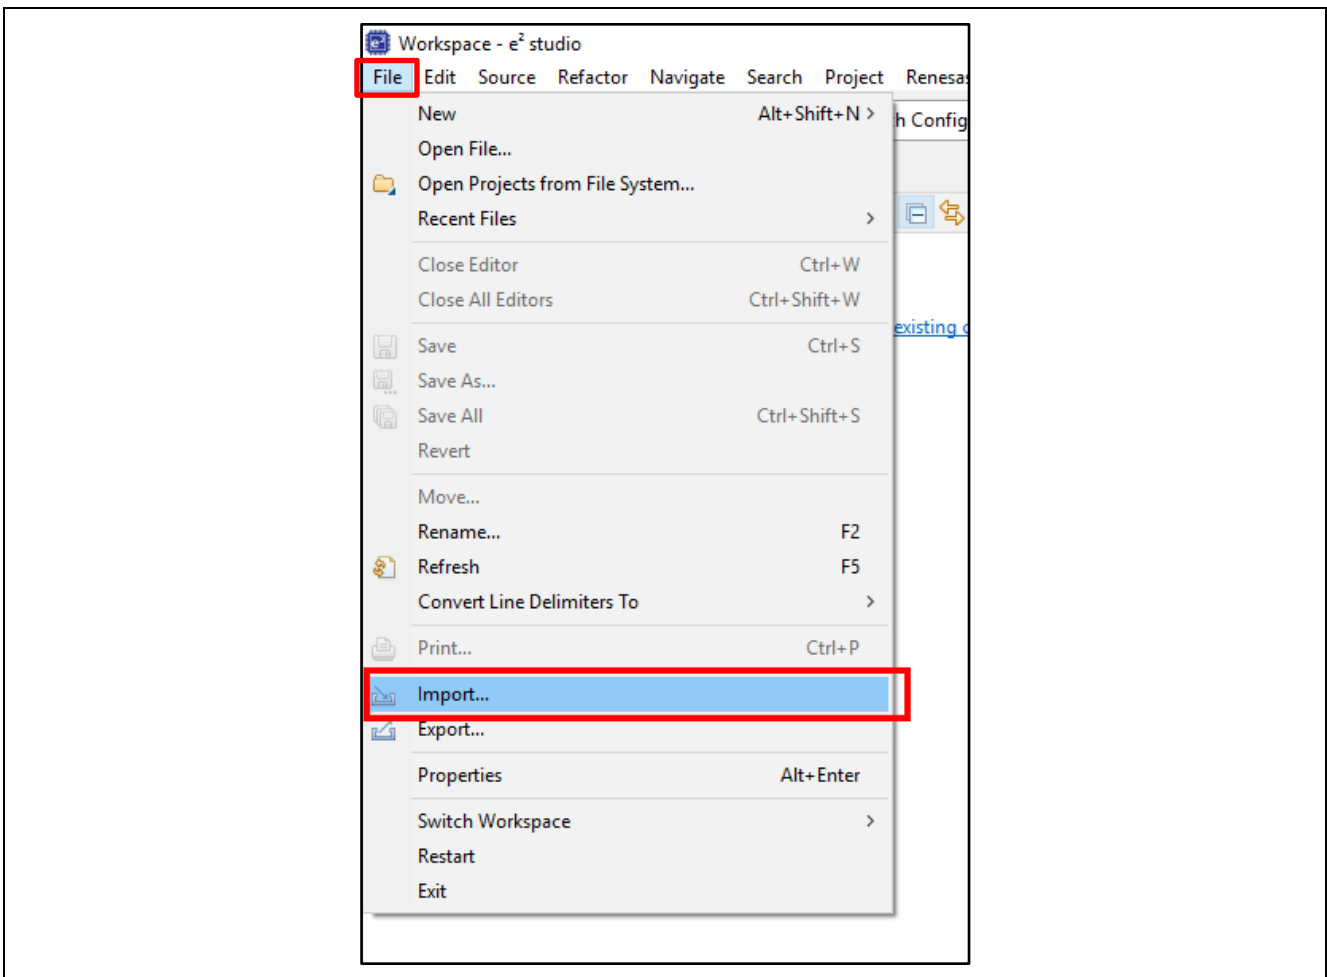 Workspace - e² studio
File Edit Source Refactor Navigate Search Project Renesas
New Alt+Shift+N >
h Config
Open File...
Open Projects from File System...
Recent Files >
Close Editor Ctrl+W
Close All Editors Ctrl+Shift+W
existing
Save Ctrl+S
Save As...
Save All Ctrl+Shift+S
Revert
Move...
Rename... F2
Refresh F5
Convert Line Delimiters To >
Print... Ctrl+P
Import...
Export...
Properties Alt+Enter
Switch Workspace >
Restart
Exit